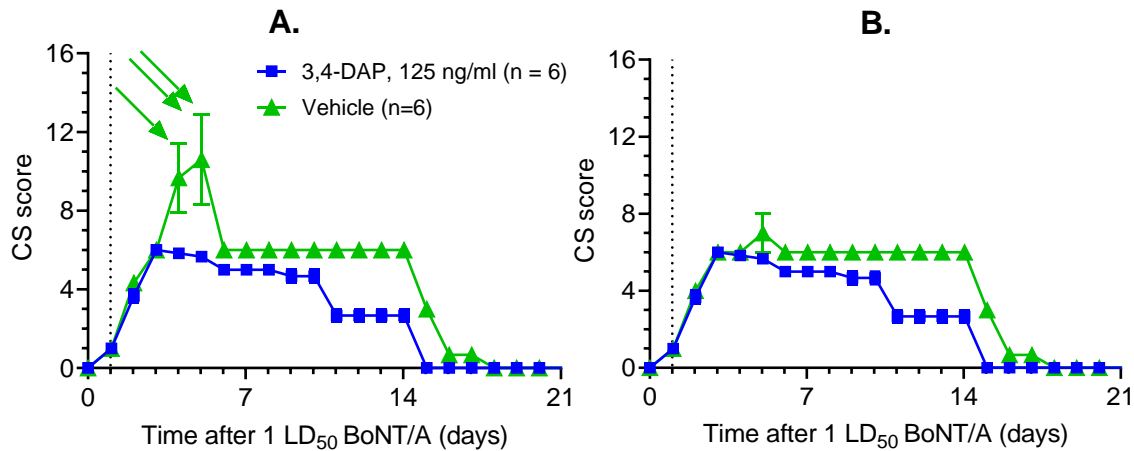 A.
B.
16
12
8
4
0
CS score
3,4-DAP, 125 ng/ml (n = 6)
Vehicle (n=6)
0
7
14
21
Time after 1 LD50 BoNT/A (days)
16
12
8
4
0
CS score
0
7
14
21
Time after 1 LD50 BoNT/A (days)